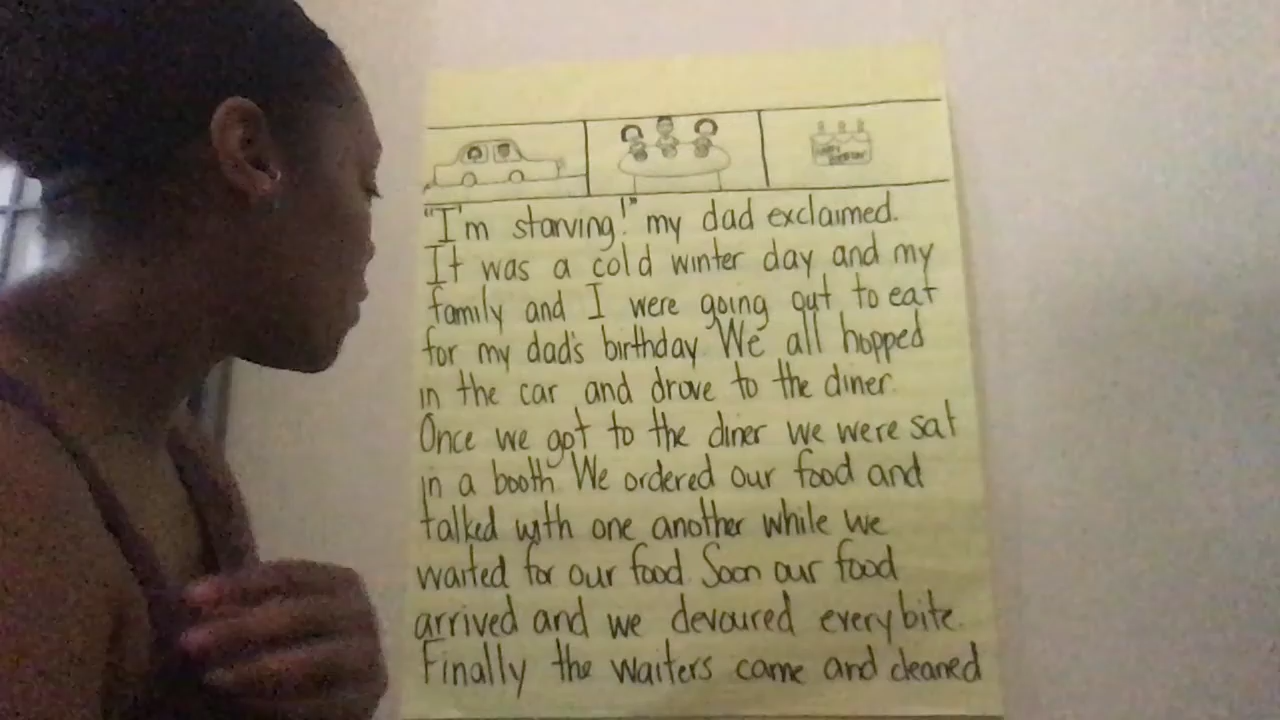 HAPPY BIRTHDAY
"I'm starving!" my dad exclaimed.
It was a cold winter day and my
family and I were going out to eat
for my dad's birthday. We all hopped
in the car and drove to the diner.
Once we got to the diner we were sat
in a booth. We ordered our food and
talked with one another while we
waited for our food. Soon our food
arrived and we devoured every bite.
Finally the waiters came and cleaned